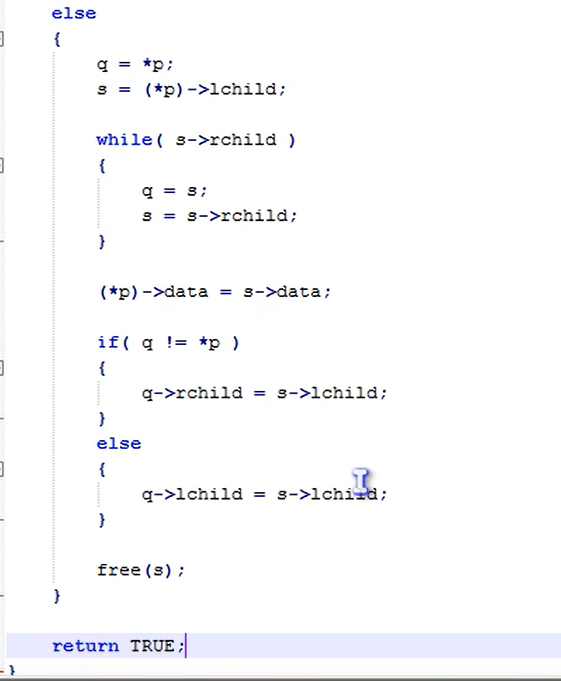 else
{
q = *p;
s = (*p)->lchild;
while( s->rchild )
{
q = s;
s = s->rchild;
}
(*p)->data = s->data;
if( q != *p )
{
q->rchild = s->lchild;
}
else
{
q->lchild = s->lchild;
}
free(s);
}
return TRUE;
}